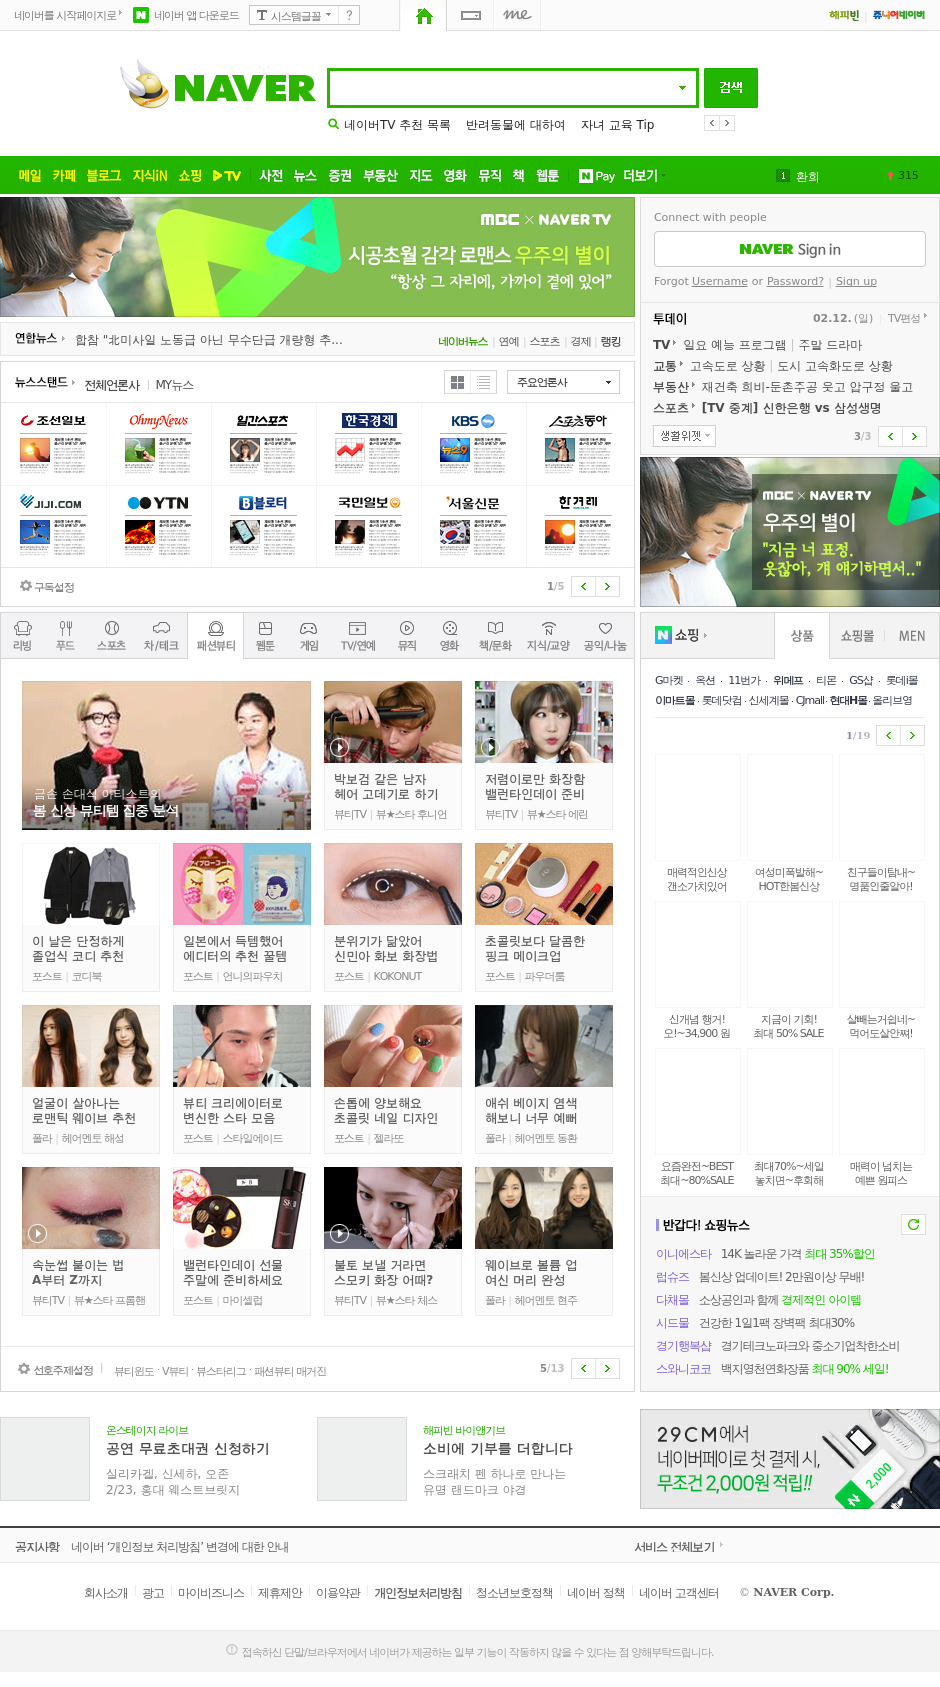 네이버를 시작페이지로
네이버 앱 다운로드
시스템글꼴
?
me
해피빈
쥬니어네이버
NAVER
검색
네이버TV 추천 목록 반려동물에 대하여 자녀 교육 Tip
메일 카페 블로그 지식iN 쇼핑 TV 사전 뉴스 증권 부동산 지도 영화 뮤직 책 웹툰 N Pay 더보기
1 환희 315
MBC × NAVER TV
시공초월 감각 로맨스 우주의 별이
“항상 그 자리에, 가까이 곁에 있어”
Connect with people
NAVER Sign in
Forgot Username or Password? | Sign up
연합뉴스 합참 "北미사일 노동급 아닌 무수단급 개량형 추...
네이버뉴스 | 연예 | 스포츠 | 경제 | 랭킹
뉴스스탠드 전체언론사 | MY뉴스
주요언론사
조선일보 OhmyNews 일간스포츠 한국경제 KBS 스포츠동아
JIJI.COM YTN B블로터 국민일보 서울신문 한겨레
구독설정
1/5
투데이 02.12.(일) TV편성
TV 일요 예능 프로그램 | 주말 드라마
교통 고속도로 상황 | 도시 고속화도로 상황
부동산 재건축 희비-둔촌주공 웃고 압구정 울고
스포츠 [TV 중계] 신한은행 vs 삼성생명
생활위젯
3/3
MBC × NAVER TV
우주의 별이
"지금 너 표정.
웃잖아, 걔 얘기하면서.."
리빙 푸드 스포츠 차/테크 패션뷰티 웹툰 게임 TV연예 뮤직 영화 책/문화 지식/교양 공익/나눔
금손 손대식 아티스트의
봄 신상 뷰티템 집중 분석
박보검 같은 남자
헤어 고데기로 하기
뷰티TV | 뷰★스타 후니언
저렴이로만 화장함
밸런타인데이 준비
뷰티TV | 뷰★스타 에린
이 날은 단정하게
졸업식 코디 추천
포스트 | 코디북
일본에서 득템했어
에디터의 추천 꿀템
포스트 | 언니의파우치
분위기가 닮았어
신민아 화보 화장법
포스트 | KOKONUT
초콜릿보다 달콤한
핑크 메이크업
포스트 | 파우더룸
얼굴이 살아나는
로맨틱 웨이브 추천
폴라 | 헤어멘토 해성
뷰티 크리에이터로
변신한 스타 모음
포스트 | 스타일에이드
손톱에 양보해요
초콜릿 네일 디자인
포스트 | 젤라또
애쉬 베이지 염색
해보니 너무 예뻐
폴라 | 헤어멘토 동환
속눈썹 붙이는 법
A부터 Z까지
뷰티TV | 뷰★스타 프롬핸
밸런타인데이 선물
주말에 준비하세요
포스트 | 마이셀럽
불토 보낼 거라면
스모키 화장 어때?
뷰티TV | 뷰★스타 체스
웨이브로 볼륨 업
여신 머리 완성
폴라 | 헤어멘토 현주
선호주제설정 | 뷰티윈도 · V뷰티 · 뷰스타리그 · 패션뷰티 매거진
5/13
N 쇼핑 상품 쇼핑몰 MEN
G마켓 · 옥션 · 11번가 · 위메프 · 티몬 · GS샵 · 롯데i몰
이마트몰 · 롯데닷컴 · 신세계몰 · CJmall · 현대H몰 · 올리브영
1/19
매력적인신상
갠소가치있어
여성미폭발해~
HOT한봄신상
친구들이탐내~
명품인줄알아!
신개념 행거!
오!~34,900 원
지금이 기회!
최대 50% SALE
살빼는거쉽네~
먹어도살안쪄!
요즘완전~BEST
최대~80%SALE
최대70%~세일
놓치면~후회해
매력이 넘치는
예쁜 원피스
반갑다! 쇼핑뉴스
이니에스타 14K 놀라운 가격 최대 35%할인
럽슈즈 봄신상 업데이트! 2만원이상 무배!
다채몰 소상공인과 함께 경제적인 아이템
시드물 건강한 1일1팩 장벽팩 최대30%
경기행복샵 경기테크노파크와 중소기업착한소비
스와니코코 백지영천연화장품 최대 90% 세일!
온스테이지 라이브
공연 무료초대권 신청하기
실리카겔, 신세하, 오존
2/23, 홍대 웨스트브릿지
해피빈 바이앤기브
소비에 기부를 더합니다
스크래치 펜 하나로 만나는
유명 랜드마크 야경
29CM에서
네이버페이로 첫 결제 시,
무조건 2,000원 적립!!
N 2,000
공지사항 네이버 '개인정보 처리방침' 변경에 대한 안내
서비스 전체보기
회사소개 | 광고 | 마이비즈니스 | 제휴제안 | 이용약관 | 개인정보처리방침 | 청소년보호정책 | 네이버 정책 | 네이버 고객센터 © NAVER Corp.
접속하신 단말/브라우저에서 네이버가 제공하는 일부 기능이 작동하지 않을 수 있다는 점 양해부탁드립니다.